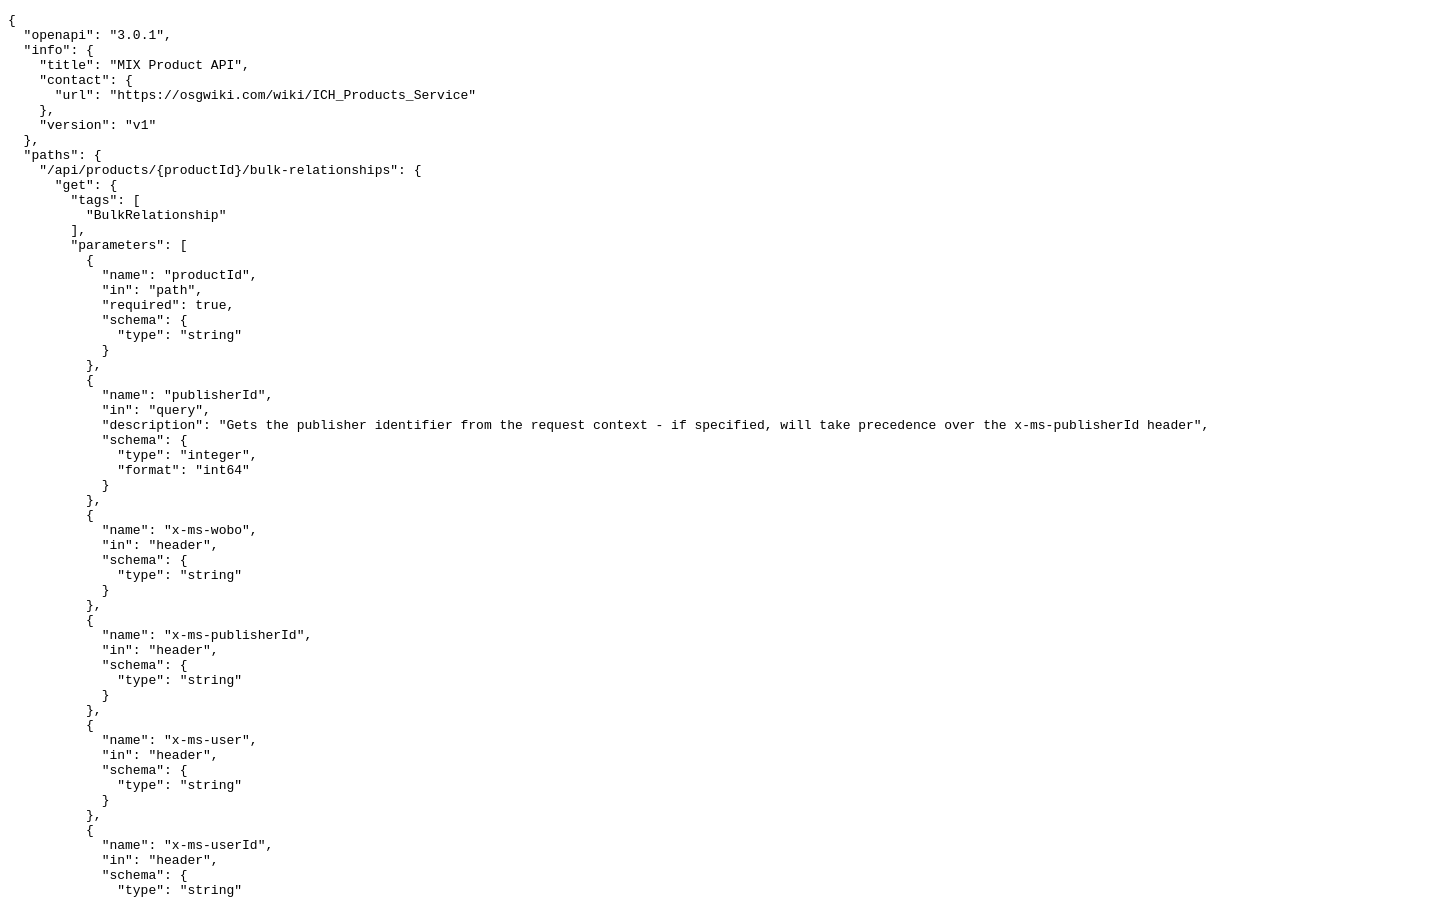 {
  "openapi": "3.0.1",
  "info": {
    "title": "MIX Product API",
    "contact": {
      "url": "https://osgwiki.com/wiki/ICH_Products_Service"
    },
    "version": "v1"
  },
  "paths": {
    "/api/products/{productId}/bulk-relationships": {
      "get": {
        "tags": [
          "BulkRelationship"
        ],
        "parameters": [
          {
            "name": "productId",
            "in": "path",
            "required": true,
            "schema": {
              "type": "string"
            }
          },
          {
            "name": "publisherId",
            "in": "query",
            "description": "Gets the publisher identifier from the request context - if specified, will take precedence over the x-ms-publisherId header",
            "schema": {
              "type": "integer",
              "format": "int64"
            }
          },
          {
            "name": "x-ms-wobo",
            "in": "header",
            "schema": {
              "type": "string"
            }
          },
          {
            "name": "x-ms-publisherId",
            "in": "header",
            "schema": {
              "type": "string"
            }
          },
          {
            "name": "x-ms-user",
            "in": "header",
            "schema": {
              "type": "string"
            }
          },
          {
            "name": "x-ms-userId",
            "in": "header",
            "schema": {
              "type": "string"